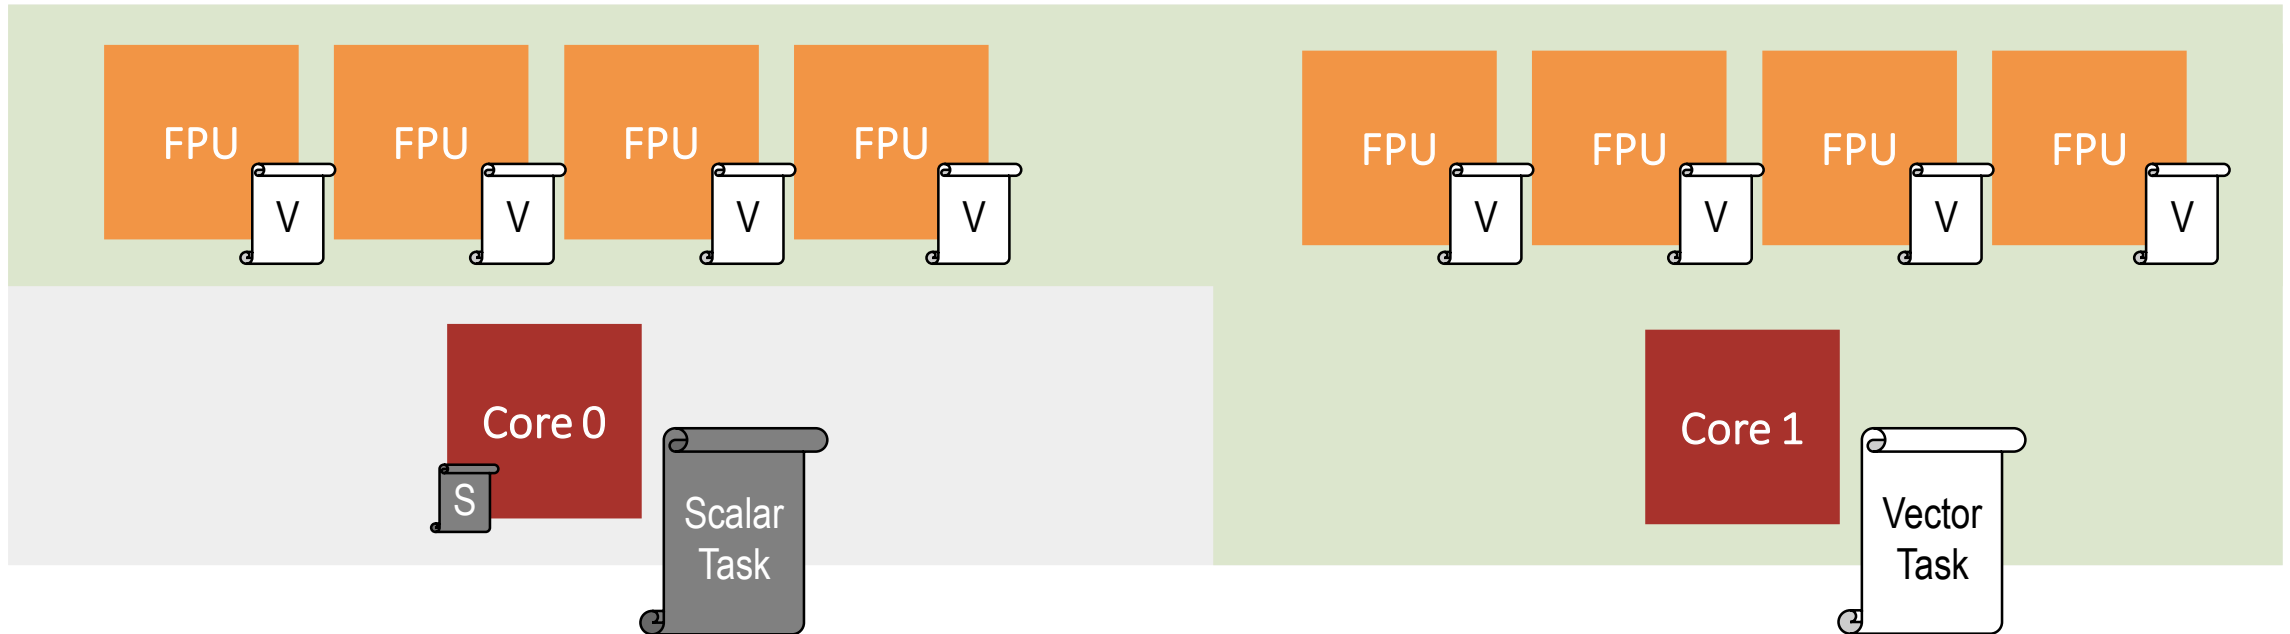 FPU
FPU
FPU
FPU
FPU
FPU
FPU
FPU
V
V
V
V
V
V
V
V
Core 0
Core 1
S
Scalar
Task
Vector
Task